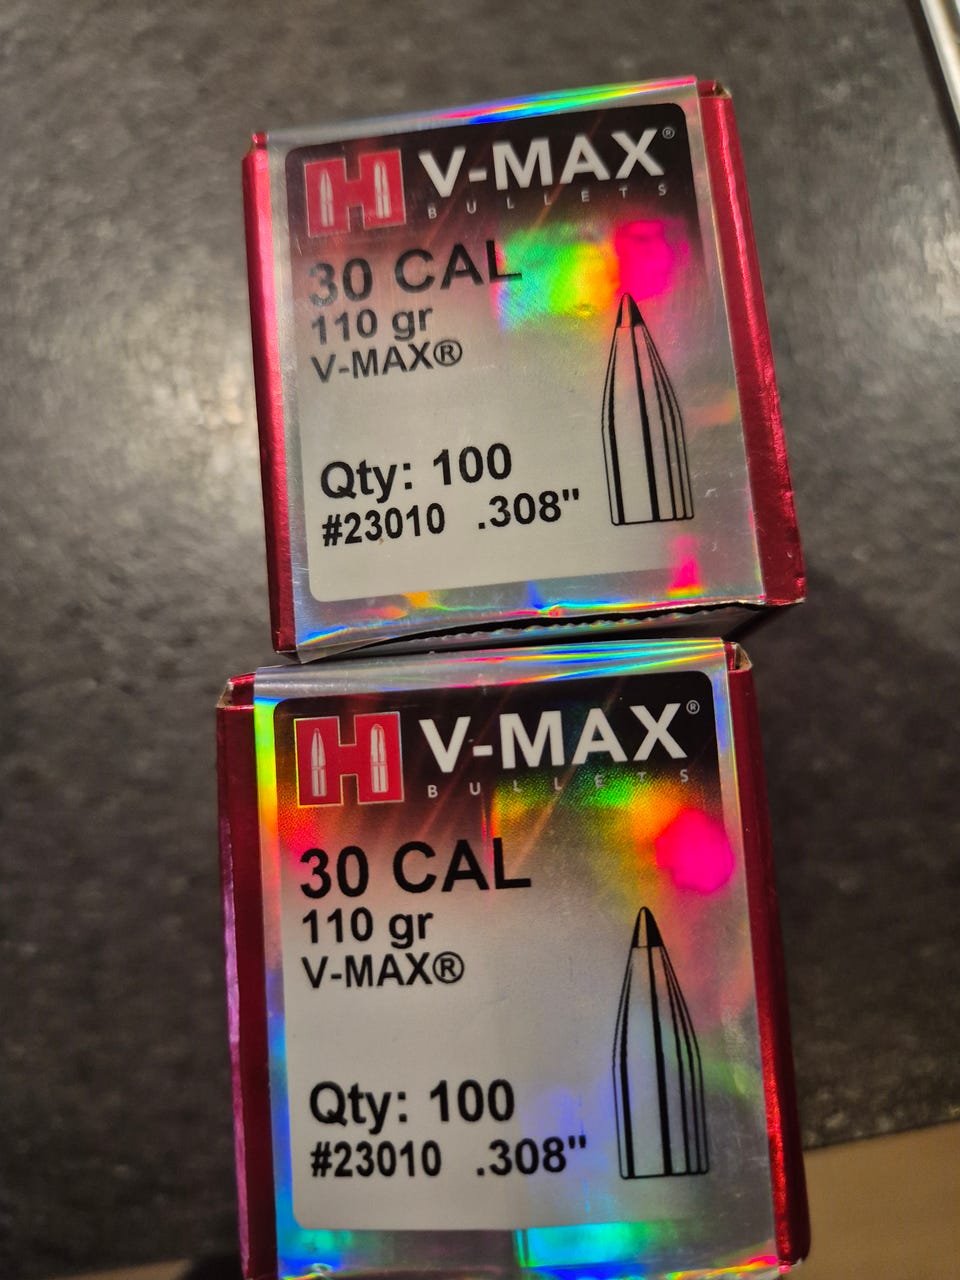 H V-MAX®
BULLETS
30 CAL
110 gr
V-MAX®
Qty: 100
#23010 .308"
H V-MAX®
BULLETS
30 CAL
110 gr
V-MAX®
Qty: 100
#23010 .308"